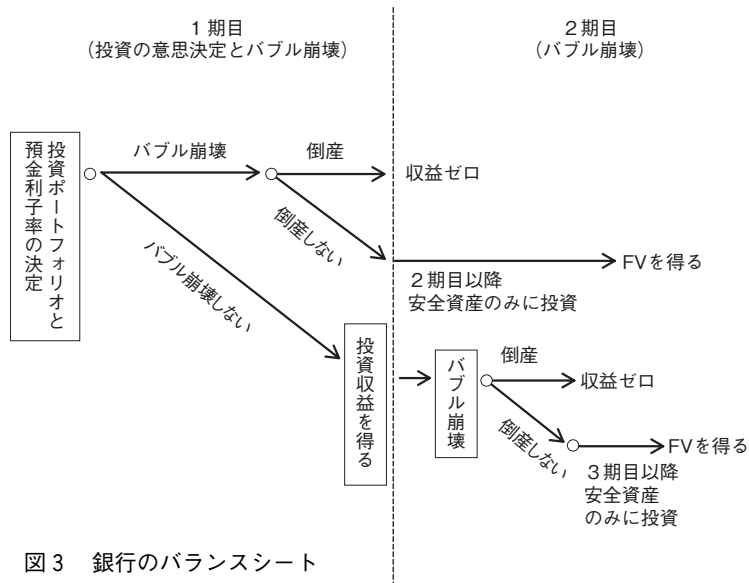 1期目
(投資の意思決定とバブル崩壊)
2期目
(バブル崩壊)
投資ポートフォリオと
預金利子率の決定
バブル崩壊
倒産
収益ゼロ
倒産しない
バブル崩壊しない
FVを得る
2期目以降
安全資産のみに投資
投資収益を得る
バブル崩壊
倒産
収益ゼロ
倒産しない
FVを得る
3期目以降
安全資産
のみに投資
図3 銀行のバランスシート